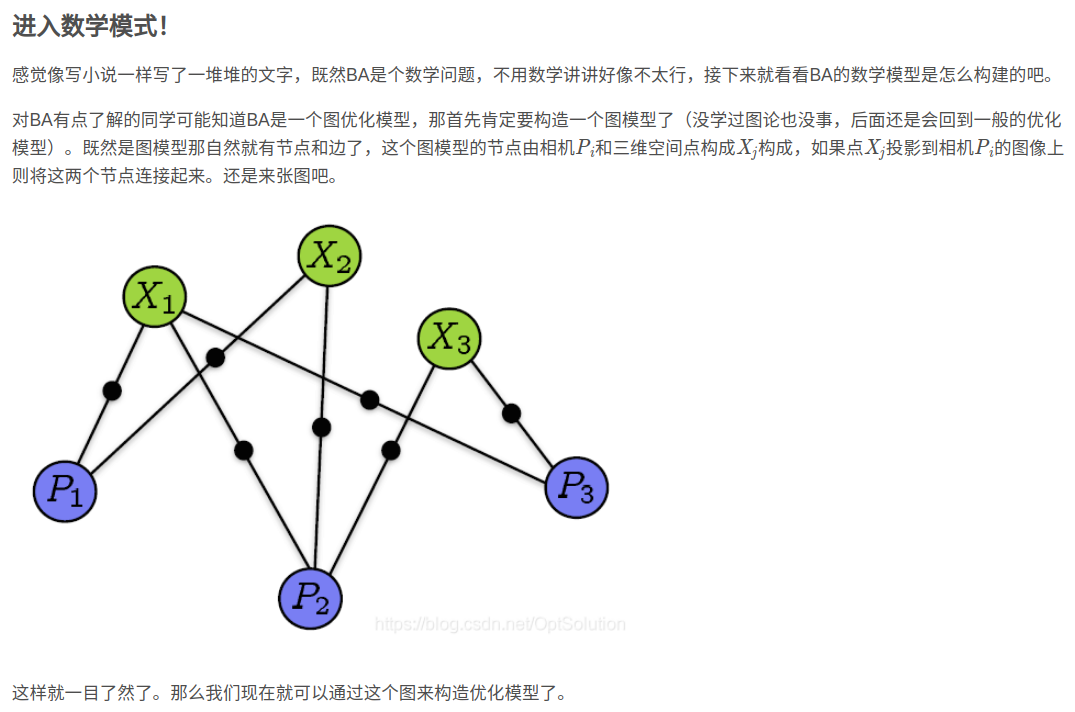 进入数学模式！
感觉像写小说一样写了一堆堆的文字，既然BA是个数学问题，不用数学讲讲好像不太行，接下来就看看BA的数学模型是怎么构建的吧。
对BA有点了解的同学可能知道BA是一个图优化模型，那首先肯定要构造一个图模型了（没学过图论也没事，后面还是会回到一般的优化
模型）。既然是图模型那自然就有节点和边了，这个图模型的节点由相机P_i和三维空间点构成X_j构成，如果点X_j投影到相机P_i的图像上
则将这两个节点连接起来。还是来张图吧。
X_2
X_1
X_3
P_1
P_3
P_2
https://blog.csdn.net/OptSolution
这样就一目了然了。那么我们现在就可以通过这个图来构造优化模型了。